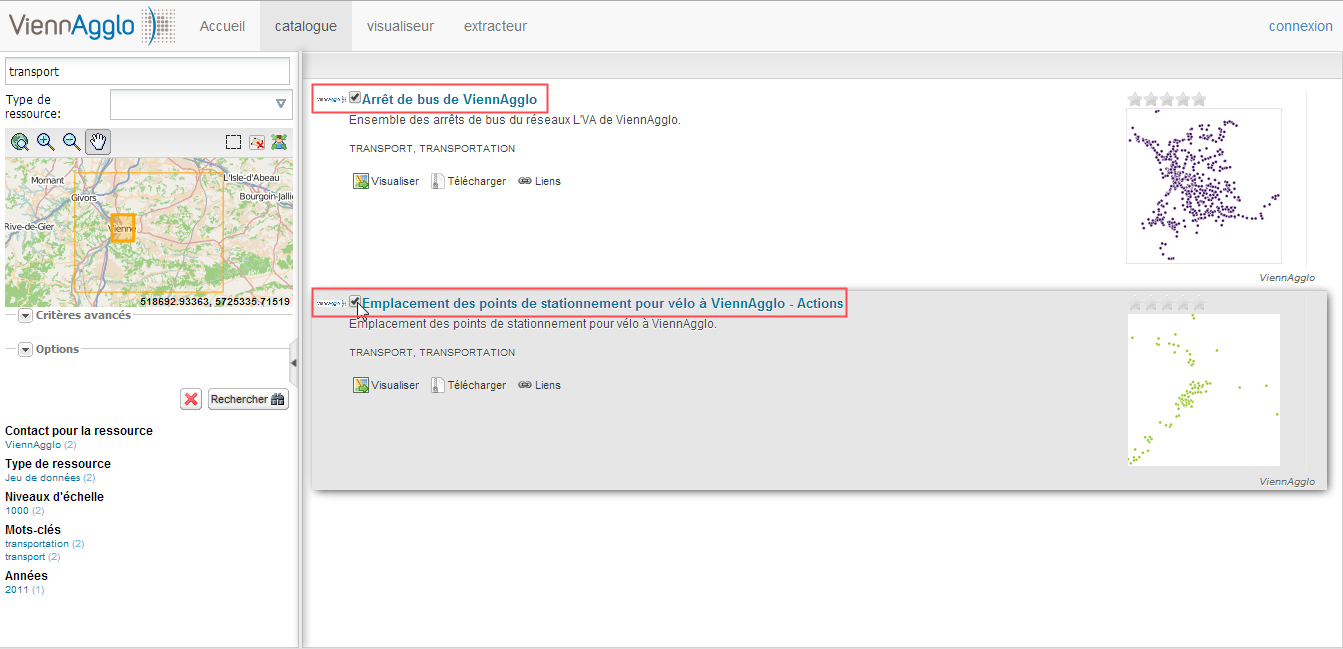 ViennAgglo
Accueil
catalogue
visualiseur
extracteur
connexion
transport
Type de
ressource:
Mornant
L'Isle-d'Abeau
Givors
Bourgoin-Jallie
Rive-de-Gier
Vienne
518692.93363, 5725335.71519
Critères avancés
Options
Rechercher
Contact pour la ressource
ViennAgglo (2)
Type de ressource
Jeu de données (2)
Niveaux d'échelle
1000 (2)
Mots-clés
transportation (2)
transport (2)
Années
2011 (1)
ViennAgglo
Arrêt de bus de ViennAgglo
Ensemble des arrêts de bus du réseaux L'VA de ViennAgglo.
TRANSPORT, TRANSPORTATION
Visualiser
Télécharger
Liens
ViennAgglo
ViennAgglo
Emplacement des points de stationnement pour vélo à ViennAgglo - Actions
Emplacement des points de stationnement pour vélo à ViennAgglo.
TRANSPORT, TRANSPORTATION
Visualiser
Télécharger
Liens
ViennAgglo